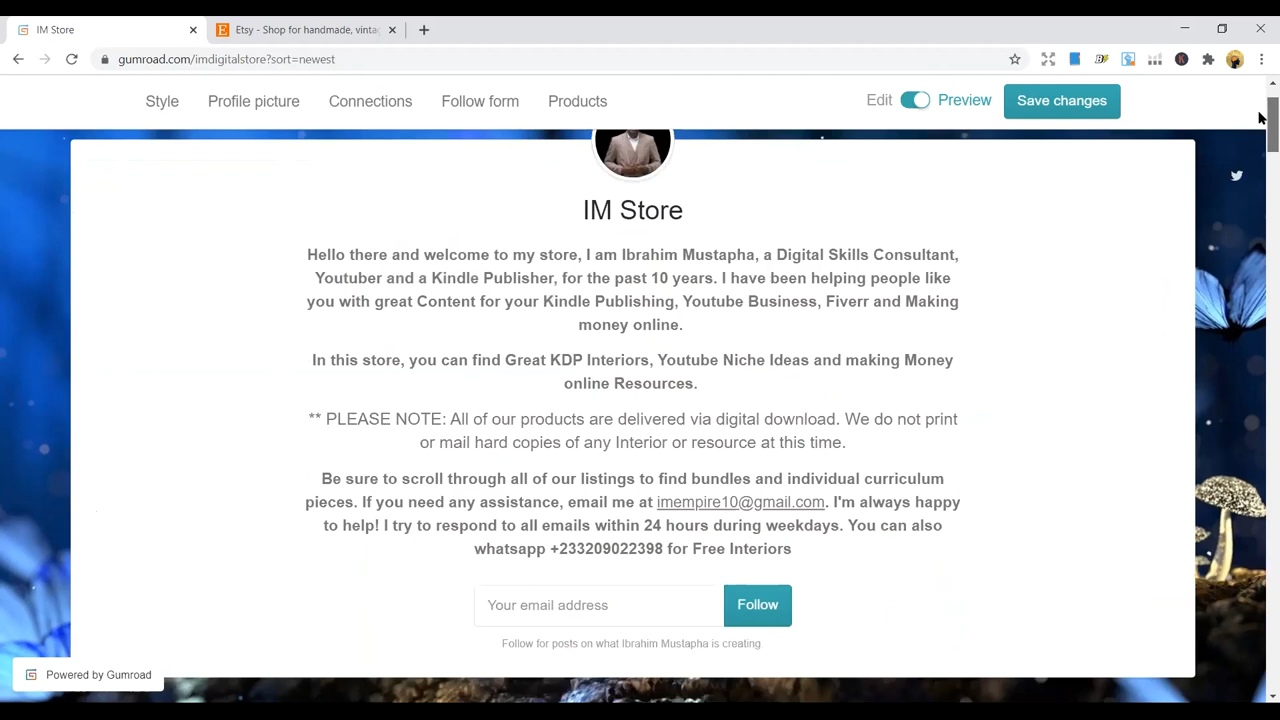 IM Store
Etsy - Shop for handmade, vintag
gumroad.com/imdigitalstore?sort=newest
Style Profile picture Connections Follow form Products Edit Preview Save changes
IM Store
Hello there and welcome to my store, I am Ibrahim Mustapha, a Digital Skills Consultant,
Youtuber and a Kindle Publisher, for the past 10 years. I have been helping people like
you with great Content for your Kindle Publishing, Youtube Business, Fiverr and Making
money online.
In this store, you can find Great KDP Interiors, Youtube Niche Ideas and making Money
online Resources.
** PLEASE NOTE: All of our products are delivered via digital download. We do not print
or mail hard copies of any Interior or resource at this time.
Be sure to scroll through all of our listings to find bundles and individual curriculum
pieces. If you need any assistance, email me at imempire10@gmail.com. I'm always happy
to help! I try to respond to all emails within 24 hours during weekdays. You can also
whatsapp +233209022398 for Free Interiors
Your email address Follow
Follow for posts on what Ibrahim Mustapha is creating.
Powered by Gumroad